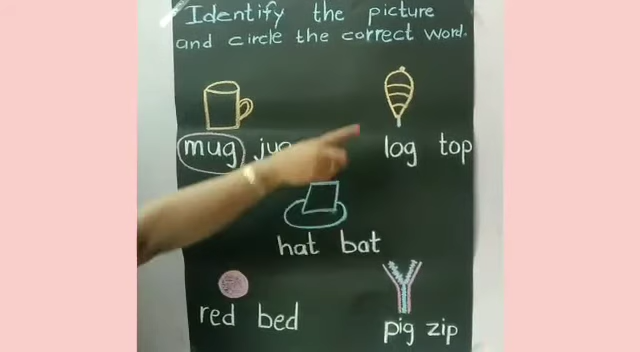 Identify the picture
and circle the correct word.
mug
log top
hat bat
red bed
pig zip